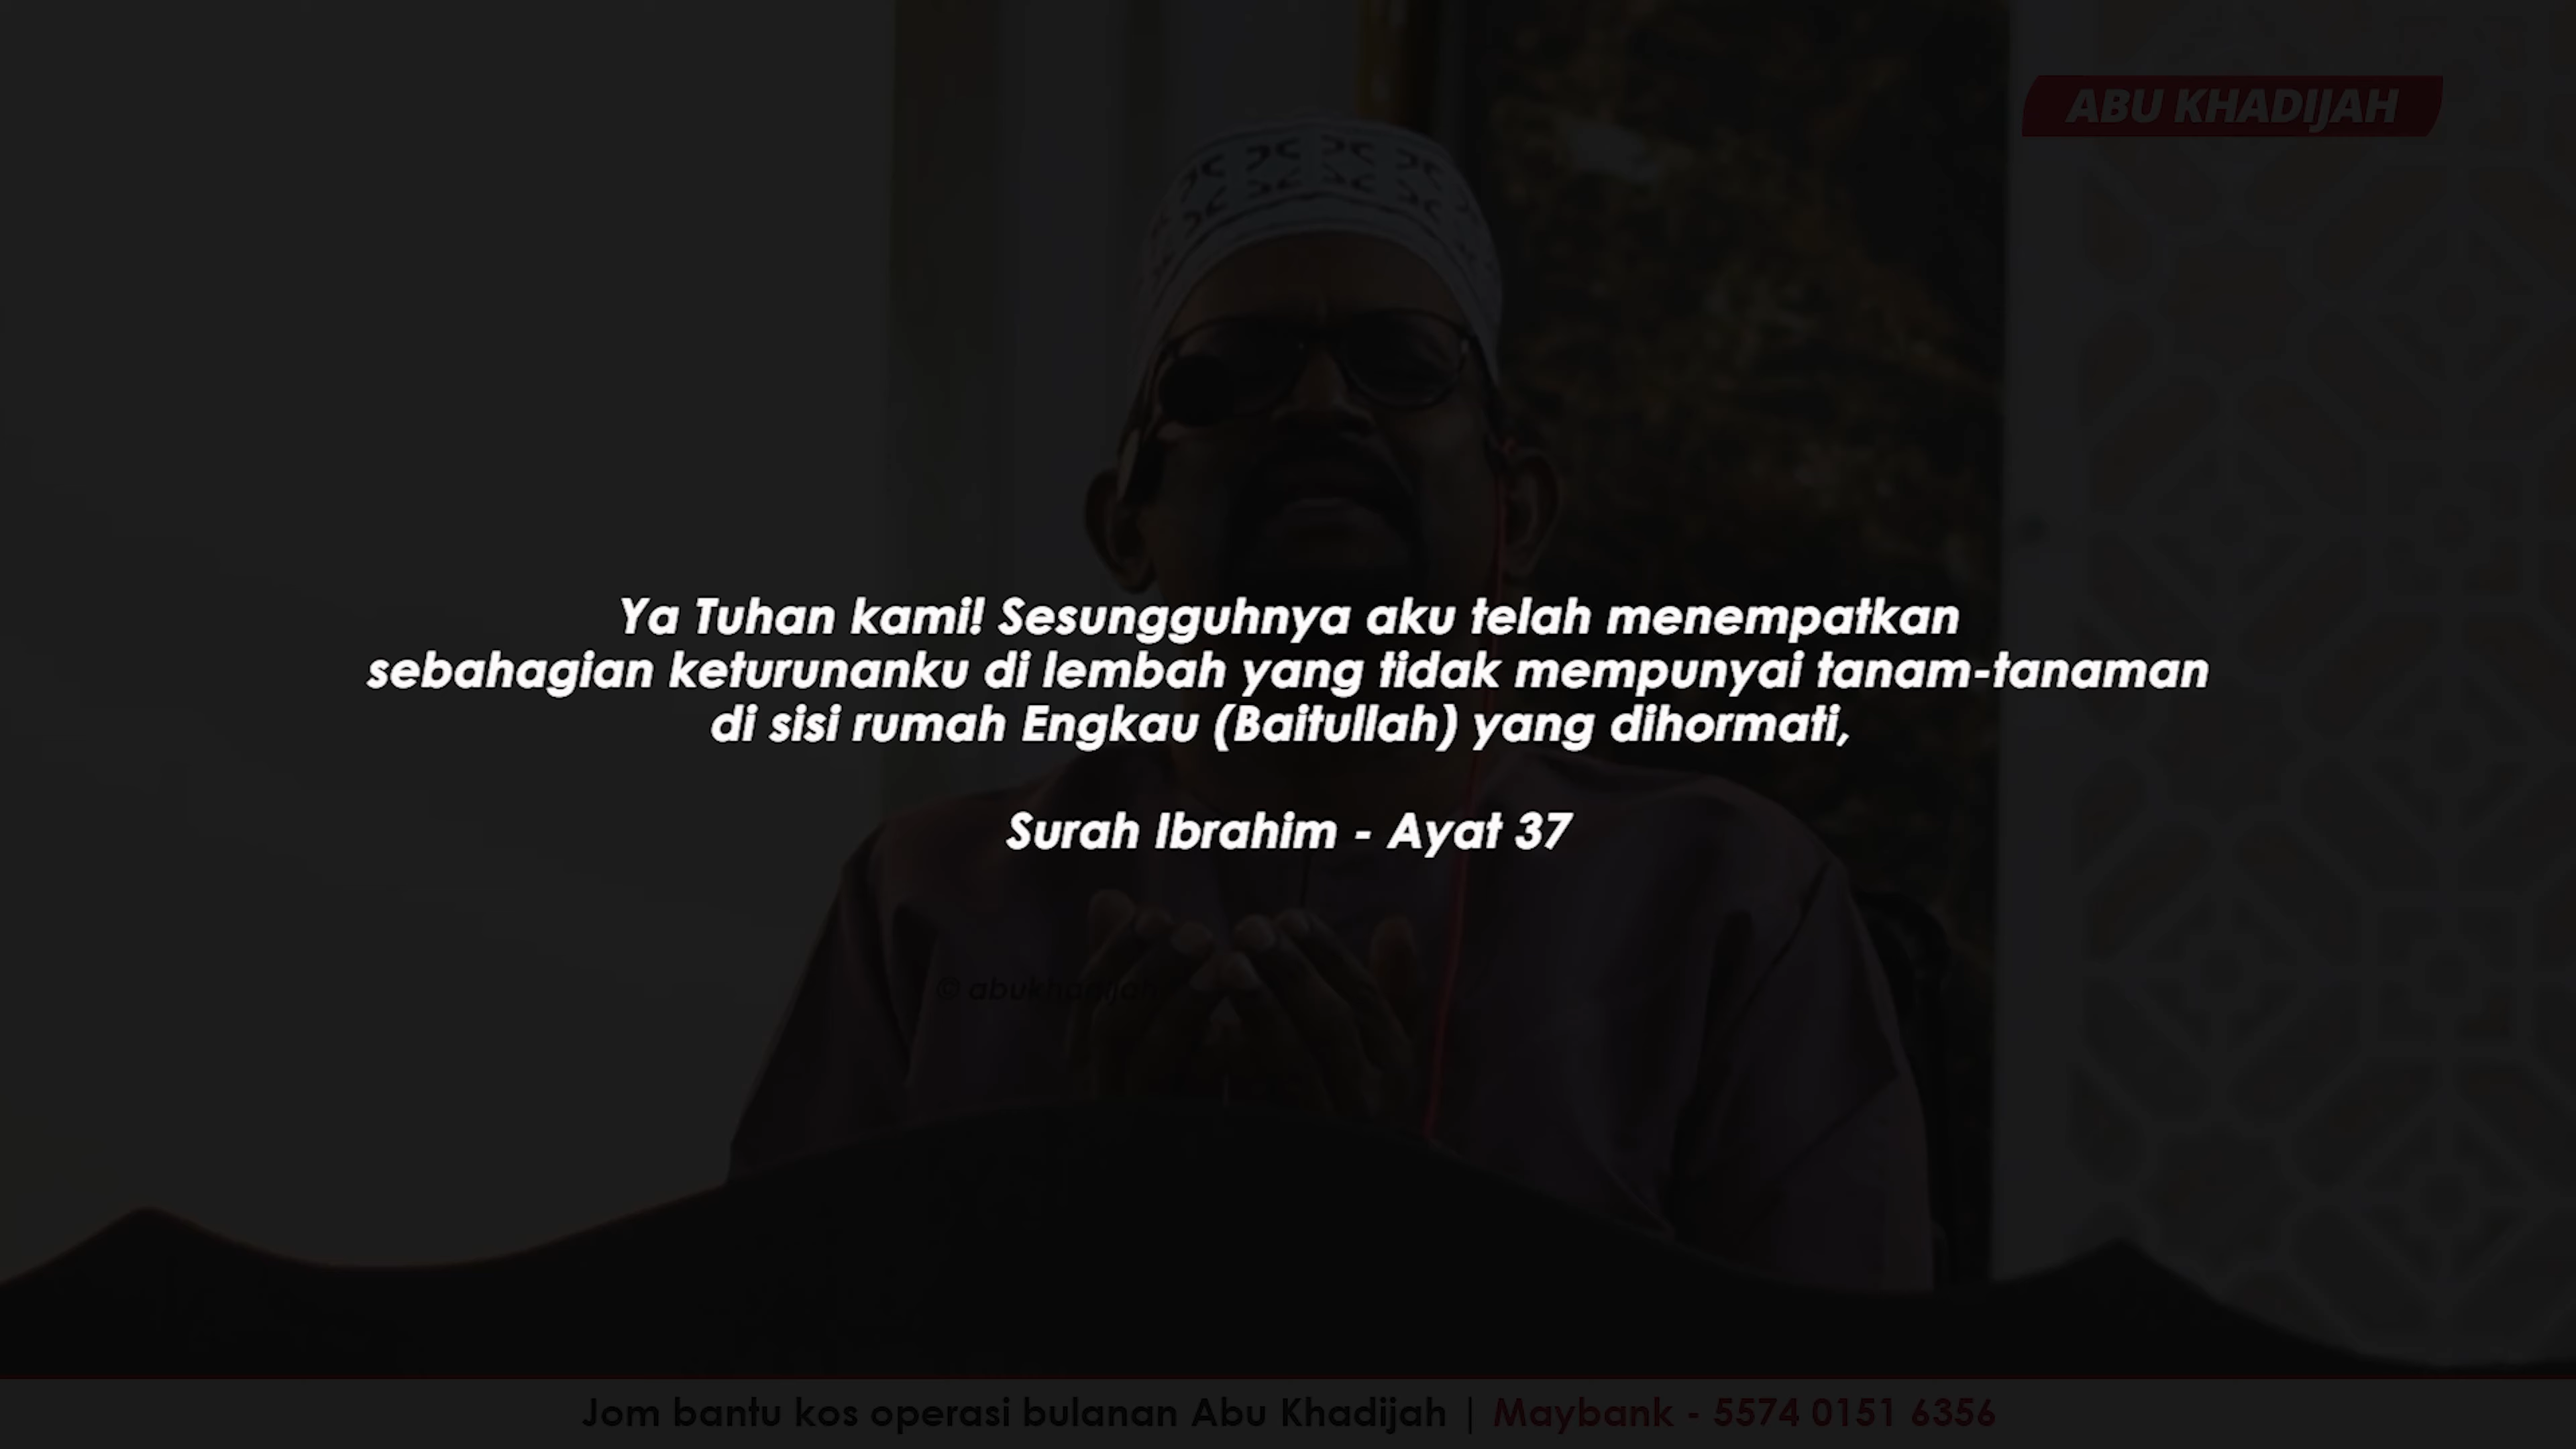 ABU KHADIJAH
Ya Tuhan kami! Sesungguhnya aku telah menempatkan
sebahagian keturunanku di lembah yang tidak mempunyai tanam-tanaman
di sisi rumah Engkau (Baitullah) yang dihormati,
Surah Ibrahim - Ayat 37
© abukhadijah
Jom bantu kos operasi bulanan Abu Khadijah | Maybank - 5574 0151 6356